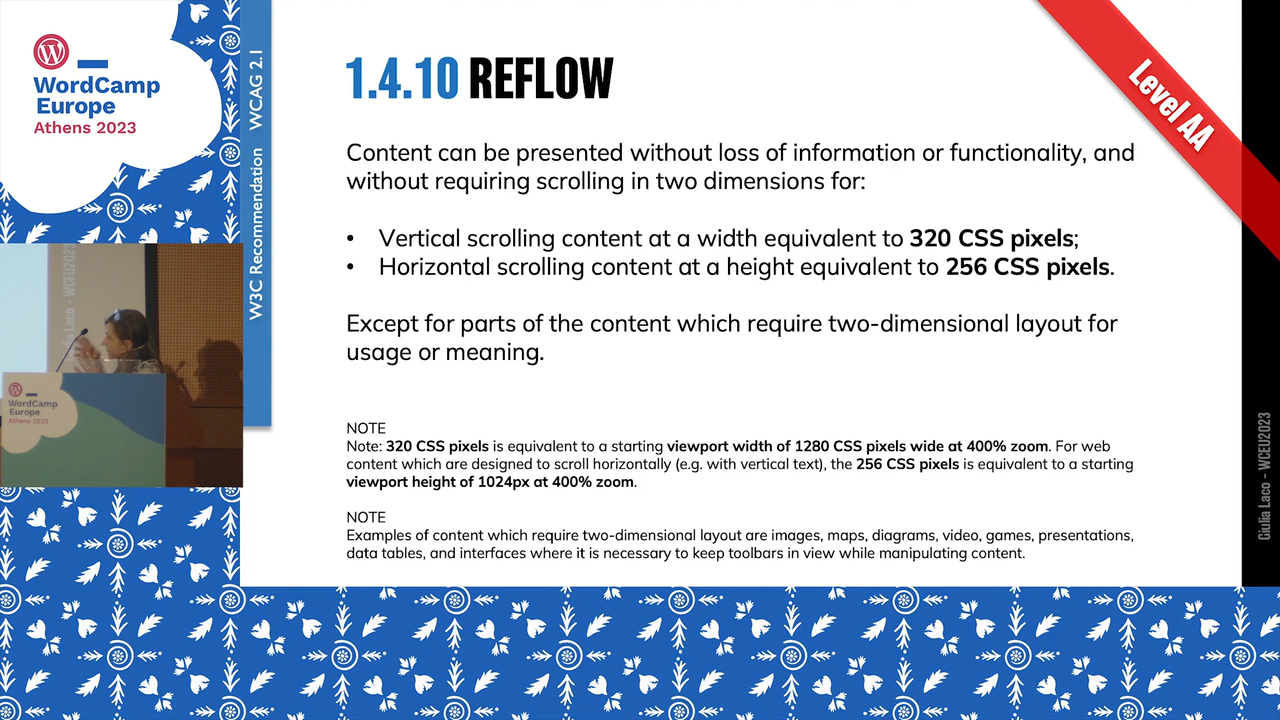 WordCamp
Europe
Athens 2023
W3C Recommendation WCAG 2.1
1.4.10 REFLOW
Level AA
Content can be presented without loss of information or functionality, and
without requiring scrolling in two dimensions for:
• Vertical scrolling content at a width equivalent to 320 CSS pixels;
• Horizontal scrolling content at a height equivalent to 256 CSS pixels.
Except for parts of the content which require two-dimensional layout for
usage or meaning.
NOTE
Note: 320 CSS pixels is equivalent to a starting viewport width of 1280 CSS pixels wide at 400% zoom. For web
content which are designed to scroll horizontally (e.g. with vertical text), the 256 CSS pixels is equivalent to a starting
viewport height of 1024px at 400% zoom.
NOTE
Examples of content which require two-dimensional layout are images, maps, diagrams, video, games, presentations,
data tables, and interfaces where it is necessary to keep toolbars in view while manipulating content.
Giulia Laco - WCEU2023
Laco - WCEU2023
WordCamp
Europe
Athens 2023